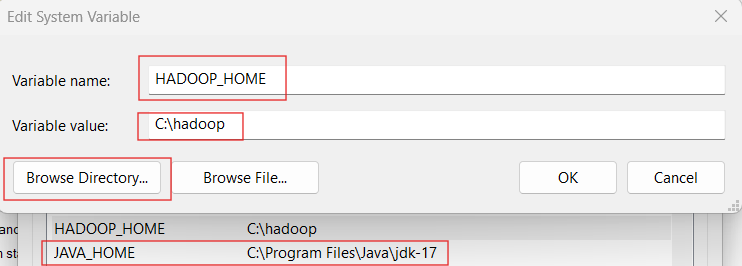 Edit System Variable
Variable name: HADOOP_HOME
Variable value: C:\hadoop
Browse Directory... Browse File... OK Cancel
HADOOP_HOME C:\hadoop
JAVA_HOME C:\Program Files\Java\jdk-17